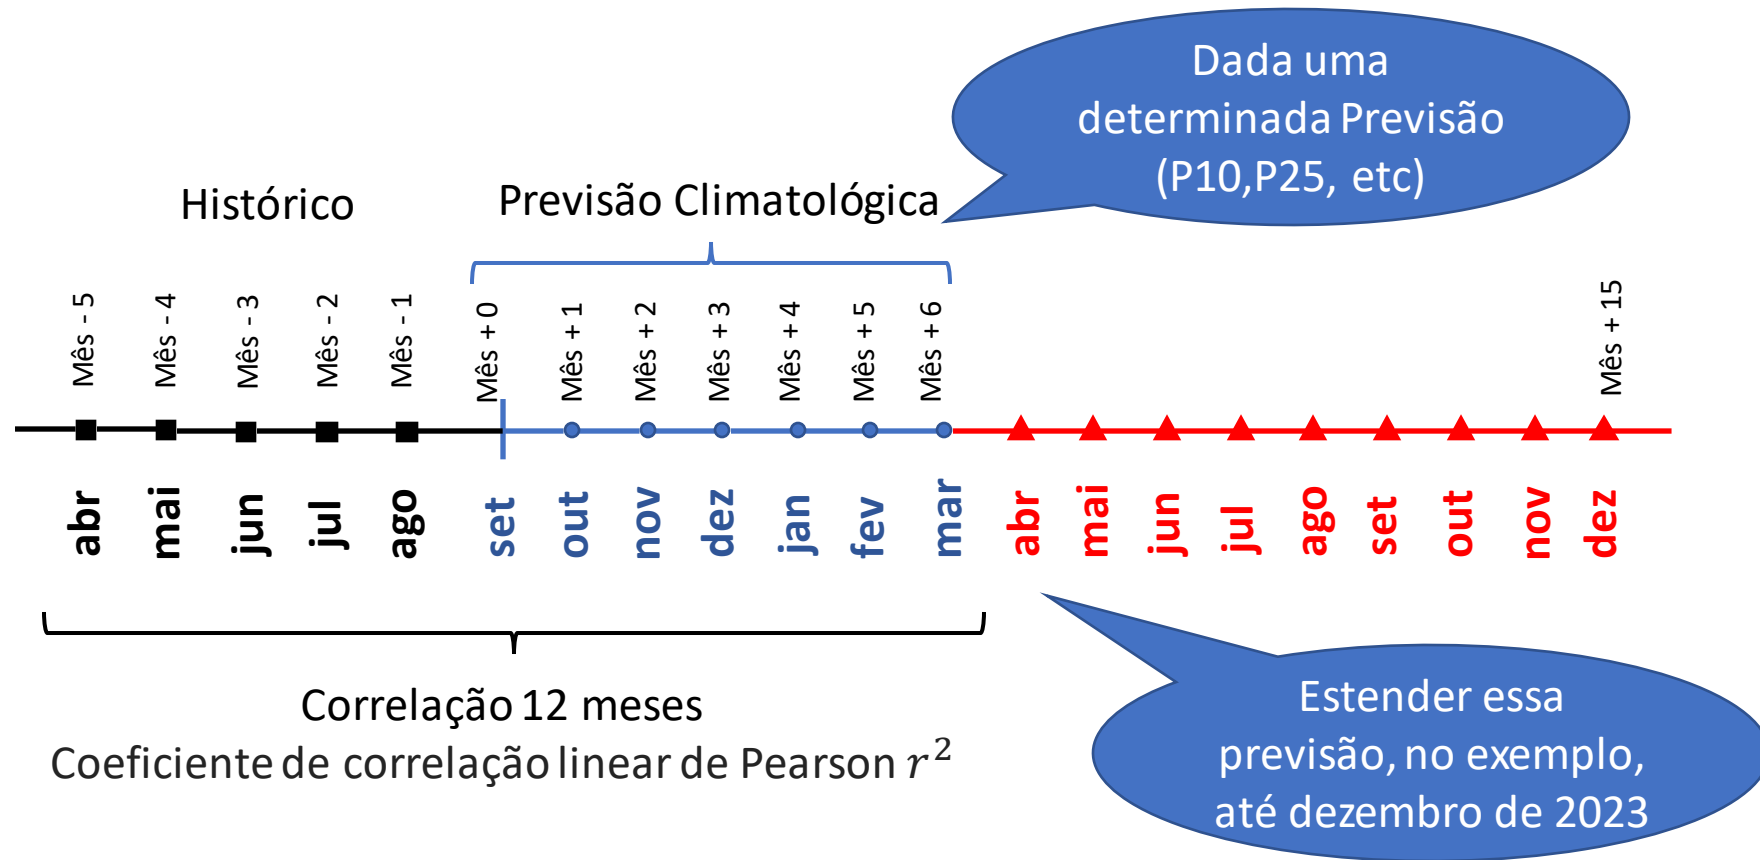 Dada uma
determinada Previsão
(P10,P25, etc)
Histórico
Previsão Climatológica
Mês - 5
Mês - 4
Mês - 3
Mês - 2
Mês - 1
Mês + 0
Mês + 1
Mês + 2
Mês + 3
Mês + 4
Mês + 5
Mês + 6
Mês + 15
abr
mai
jun
jul
ago
set
out
nov
dez
jan
fev
mar
abr
mai
jun
jul
ago
set
out
nov
dez
Correlação 12 meses
Coeficiente de correlação linear de Pearson r²
Estender essa
previsão, no exemplo,
até dezembro de 2023